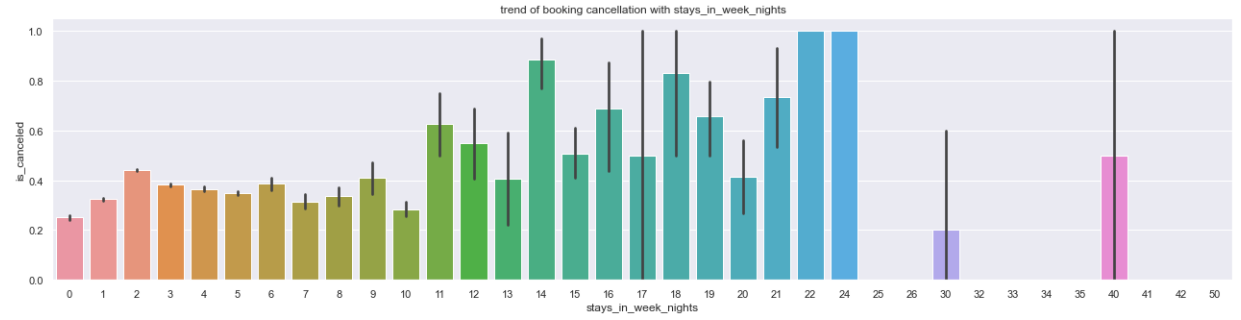 trend of booking cancellation with stays_in_week_nights
1.0
0.8
0.6
0.4
0.2
0.0
is_canceled
0 1 2 3 4 5 6 7 8 9 10 11 12 13 14 15 16 17 18 19 20 21 22 24 25 26 30 32 33 34 35 40 41 42 50
stays_in_week_nights